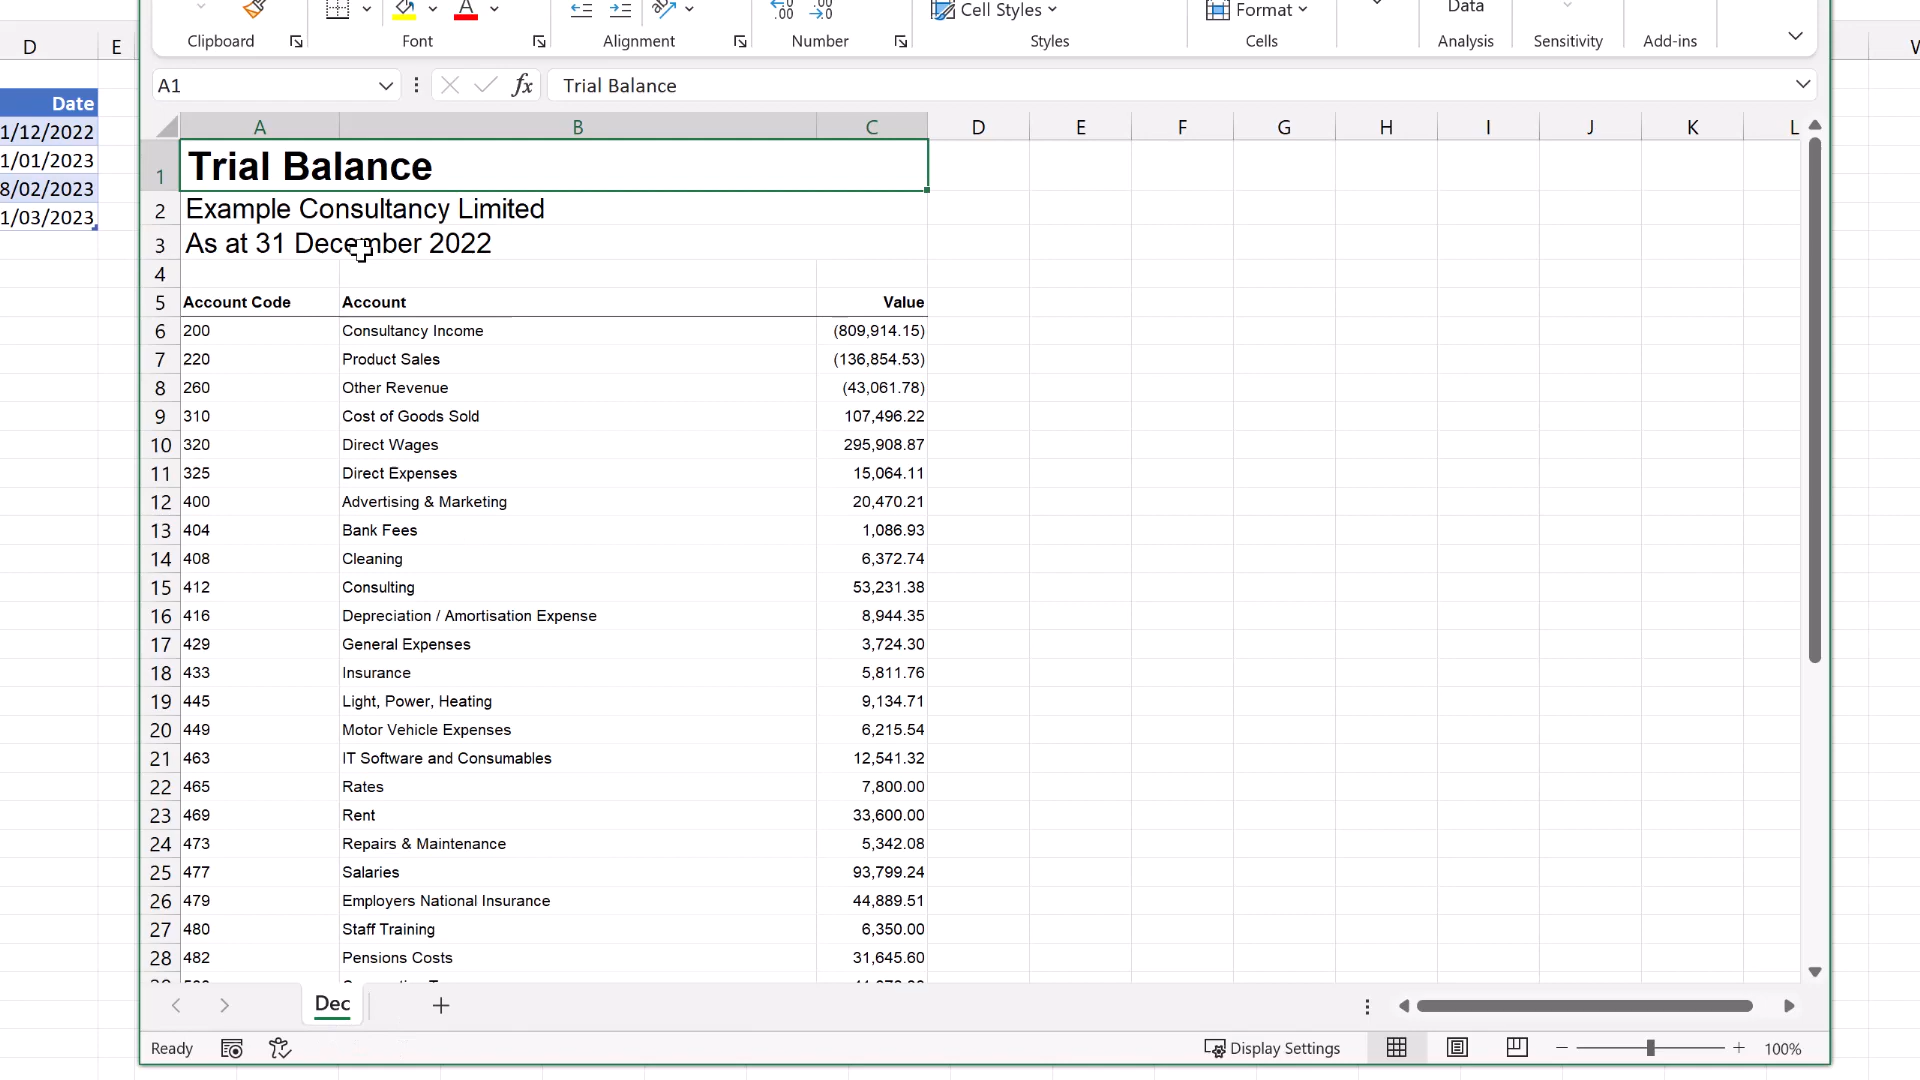 Cell Styles
Format
Data
Clipboard
Font
Alignment
Number
Styles
Cells
Analysis
Sensitivity
Add-ins
D E
A1
fx
Trial Balance
Date
1/12/2022
1/01/2023
8/02/2023
1/03/2023
A B C D E F G H I J K L
1 Trial Balance
2 Example Consultancy Limited
3 As at 31 December 2022
4
5 Account Code Account Value
6 200 Consultancy Income (809,914.15)
7 220 Product Sales (136,854.53)
8 260 Other Revenue (43,061.78)
9 310 Cost of Goods Sold 107,496.22
10 320 Direct Wages 295,908.87
11 325 Direct Expenses 15,064.11
12 400 Advertising & Marketing 20,470.21
13 404 Bank Fees 1,086.93
14 408 Cleaning 6,372.74
15 412 Consulting 53,231.38
16 416 Depreciation / Amortisation Expense 8,944.35
17 429 General Expenses 3,724.30
18 433 Insurance 5,811.76
19 445 Light, Power, Heating 9,134.71
20 449 Motor Vehicle Expenses 6,215.54
21 463 IT Software and Consumables 12,541.32
22 465 Rates 7,800.00
23 469 Rent 33,600.00
24 473 Repairs & Maintenance 5,342.08
25 477 Salaries 93,799.24
26 479 Employers National Insurance 44,889.51
27 480 Staff Training 6,350.00
28 482 Pensions Costs 31,645.60
Dec
Ready
Display Settings
100%